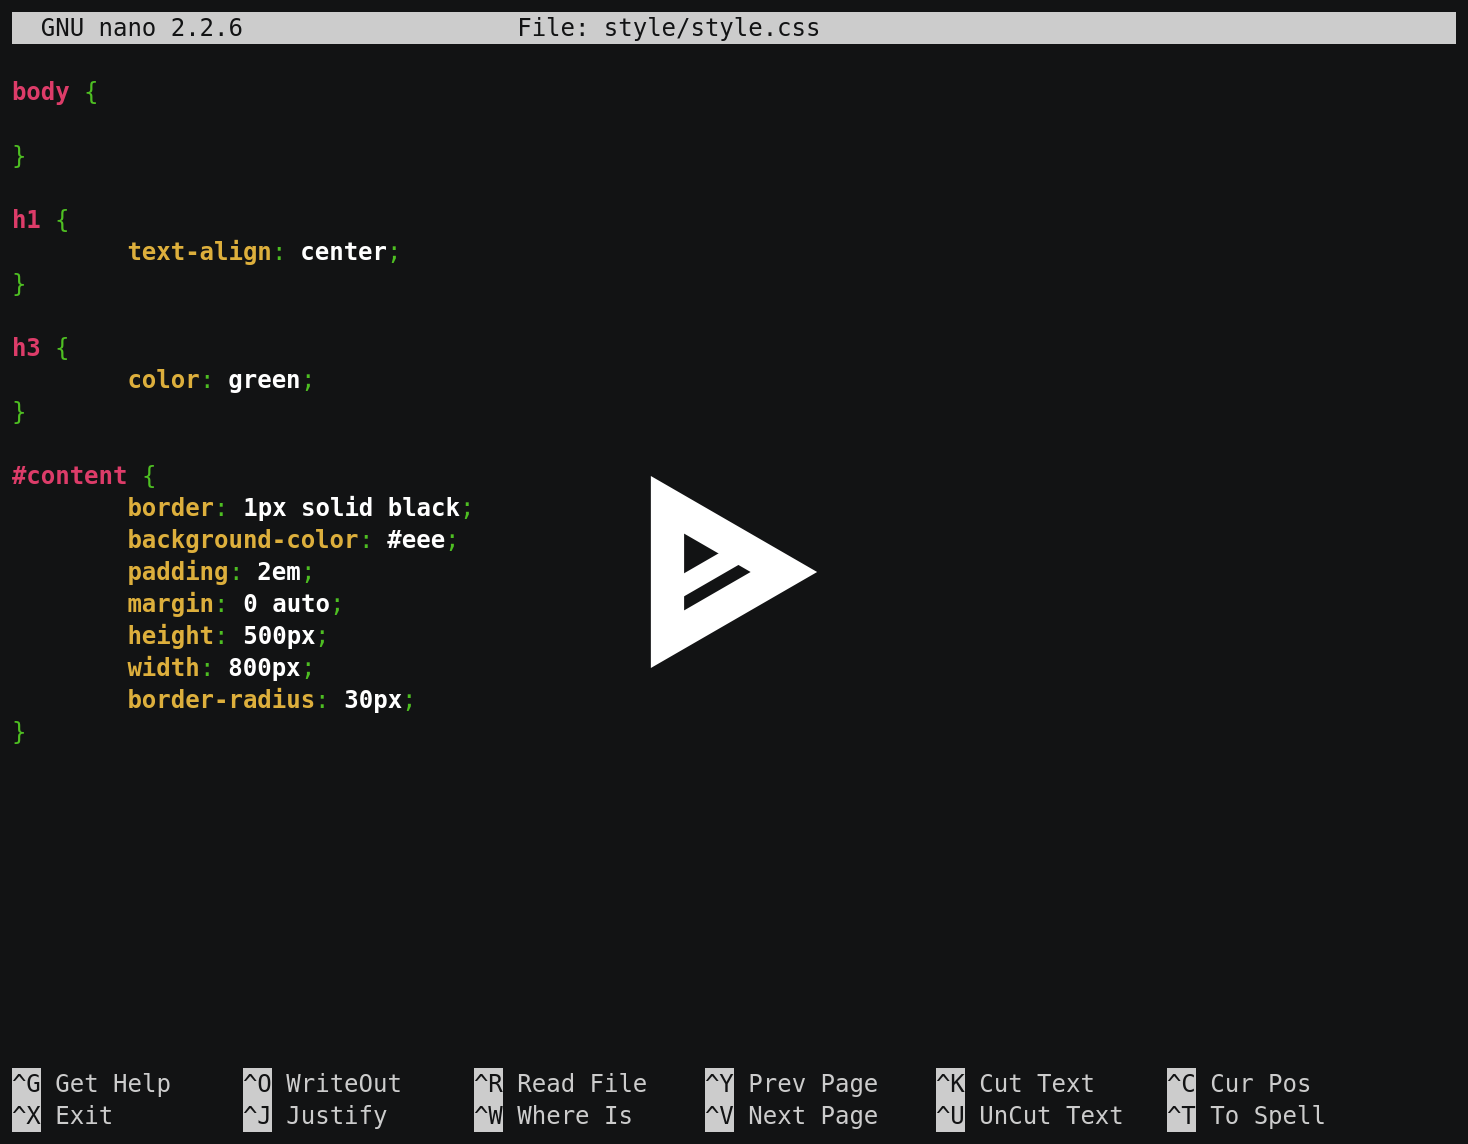 GNU nano 2.2.6 File: style/style.css
body {
}
h1 {
text-align: center;
}
h3 {
color: green;
}
#content {
border: 1px solid black;
background-color: #eee;
padding: 2em;
margin: 0 auto;
height: 500px;
width: 800px;
border-radius: 30px;
}
^G Get Help ^O WriteOut ^R Read File ^Y Prev Page ^K Cut Text ^C Cur Pos
^X Exit ^J Justify ^W Where Is ^V Next Page ^U UnCut Text ^T To Spell